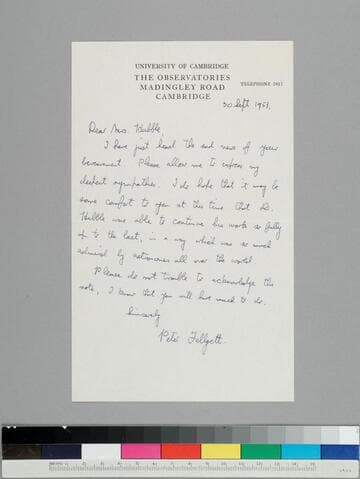 UNIVERSITY OF CAMBRIDGE
THE OBSERVATORIES
MADINGLEY ROAD
CAMBRIDGE
TELEPHONE
30 Sept 1953.
Dear Mrs. Hubble,
I have just heard the sad news of your
bereavement. Please allow me to express my
deepest sympathies. I do hope that it may be
some comfort to you at this time that Dr.
Hubble was able to continue his works so fully
up to the last, in a way which was so much
admired by astronomers all over the world.
Please do not trouble to acknowledge this
note, I know that you will have much to do.
Sincerely
Peter Fellgett.